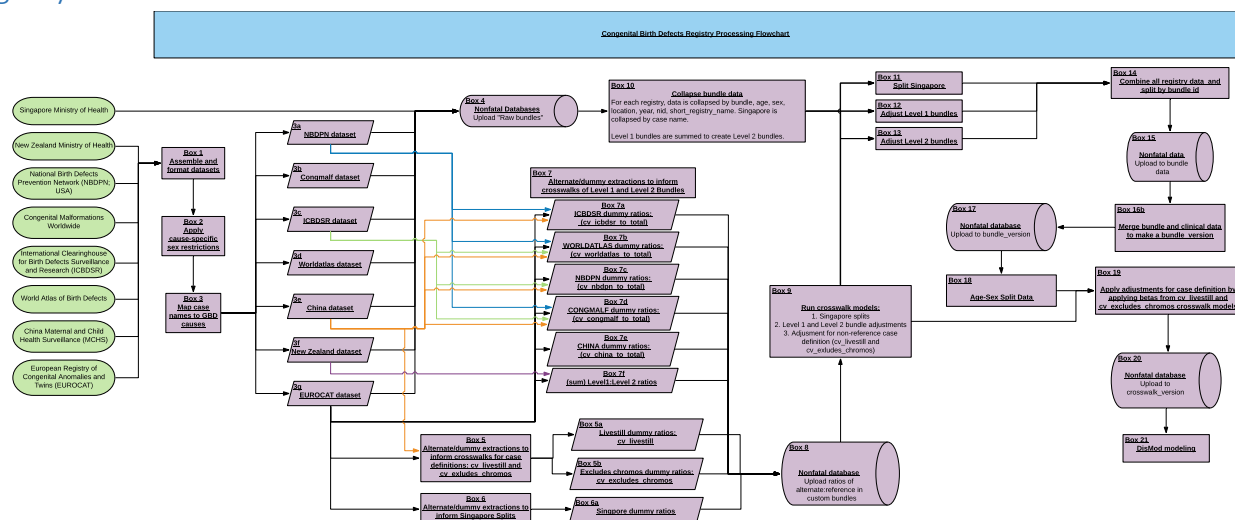 Congenital Birth Defects Registry Processing Flowchart
Singapore Ministry of Health
New Zealand Ministry of Health
National Birth Defects
Prevention Network (NBDPN;
USA)
Congenital Malformations
Worldwide
International Clearinghouse
for Birth Defects Surveillance
and Research (ICBDSR)
World Atlas of Birth Defects
China Maternal and Child
Health Surveillance (MCHS)
European Registry of
Congenital Anomalies and
Twins (EUROCAT)
Box 1
Assemble and
format datasets
Box 2
Apply
cause-specific
sex restrictions
Box 3
Map case
names to GBD
causes
3a
NBDPN dataset
3b
Congmalf dataset
3c
ICBDSR dataset
3d
Worldatlas dataset
3e
China dataset
3f
New Zealand dataset
3g
EUROCAT dataset
Box 4
Nonfatal Databases
Upload "Raw bundles"
Box 5
Alternate/dummy extractions to
inform crosswalks for case
definitions: cv_livestill and
cv_exludes_chromos
Box 6
Alternate/dummy extractions to
inform Singapore Splits
Box 10
Collapse bundle data
For each registry, data is collapsed by bundle, age, sex,
location, year, nid, short_registry_name. Singapore is
collapsed by case name.
Level 1 bundles are summed to create Level 2 bundles.
Box 7
Alternate/dummy extractions to inform
crosswalks of Level 1 and Level 2 Bundles
Box 7a
ICBDSR dummy ratios:
(cv_icbdsr_to_total)
Box 7b
WORLDATLAS dummy ratios:
(cv_worldatlas_to_total)
Box 7c
NBDPN dummy ratios:
(cv_nbdpn_to_total)
Box 7d
CONGMALF dummy ratios:
(cv_congmalf_to_total)
Box 7e
CHINA dummy ratios:
(cv_china_to_total)
Box 7f
(sum) Level1:Level 2 ratios
Box 5a
Livestill dummy ratios:
cv_livestill
Box 5b
Excludes chromos dummy ratios:
cv_excludes_chromos
Box 6a
Singpore dummy ratios
Box 8
Nonfatal database
Upload ratios of
alternate:reference in
custom bundles
Box 9
Run crosswalk models:
1. Singapore splits
2. Level 1 and Level 2 bundle adjustments
3. Adjusment for non-reference case
definition (cv_livestill and
cv_exludes_chromos)
Box 11
Split Singapore
Box 12
Adjust Level 1 bundles
Box 13
Adjust Level 2 bundles
Box 14
Combine all registry data and
split by bundle id
Box 15
Nonfatal data
Upload to bundle
data
Box 16b
Merge bundle and clinical data
to make a bundle_version
Box 17
Nonfatal database
Upload to bundle_version
Box 18
Age-Sex Split Data
Box 19
Apply adjustments for case definition by
applying betas from cv_livestill and
cv_excludes_chromos crosswalk models
Box 20
Nonfatal database
Upload to
crosswalk_version
Box 21
DisMod modeling